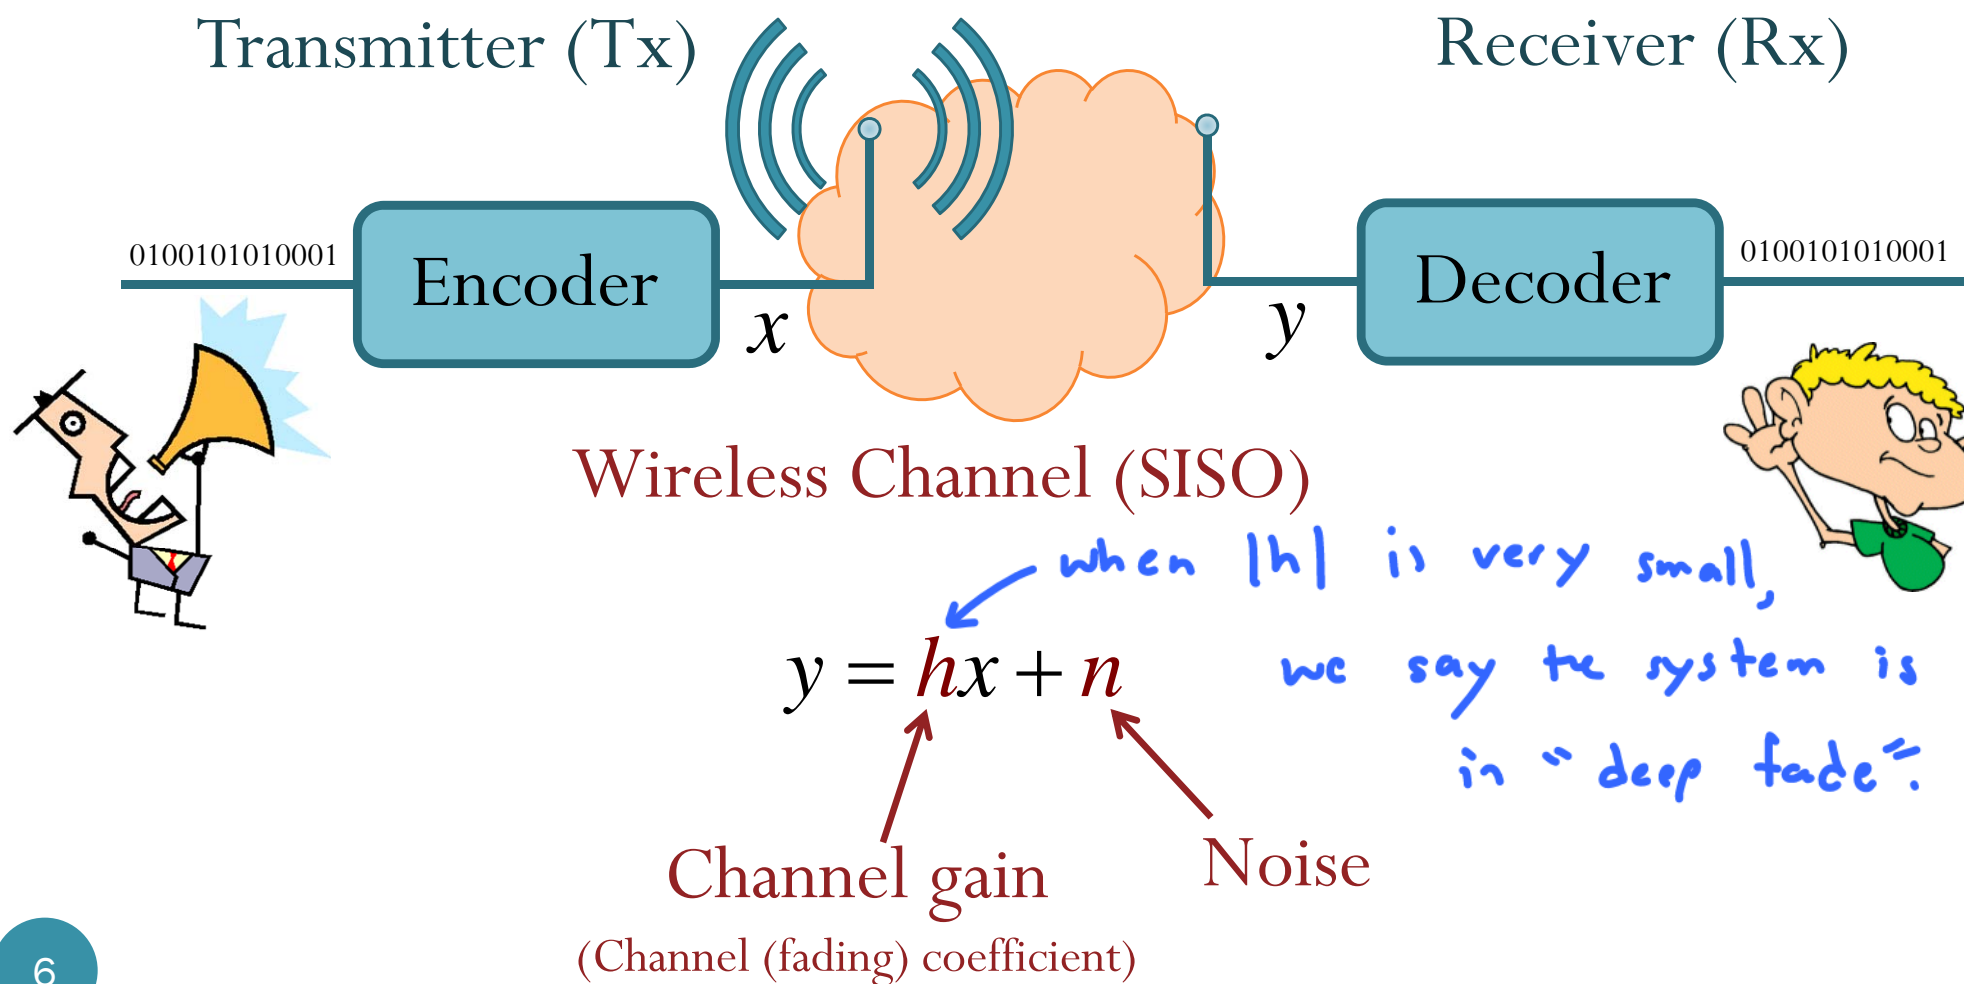 Transmitter (Tx)
Receiver (Rx)
0100101010001
Encoder
x
y
Decoder
0100101010001
Wireless Channel (SISO)
when |h| is very small,
y = hx + n
we say the system is
in "deep fade".
Channel gain
Noise
(Channel (fading) coefficient)
6